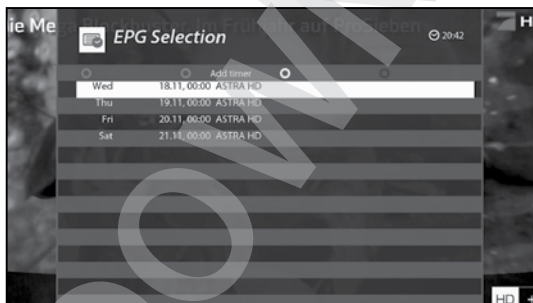 ie Me ga Blockbuster. Im Frühjahr auf ProSieben
H
EPG Selection
20:42
Add timer
Wed 18.11, 00:00 ASTRA HD
Thu 19.11, 00:00 ASTRA HD
Fri 20.11, 00:00 ASTRA HD
Sat 21.11, 00:00 ASTRA HD
HD +